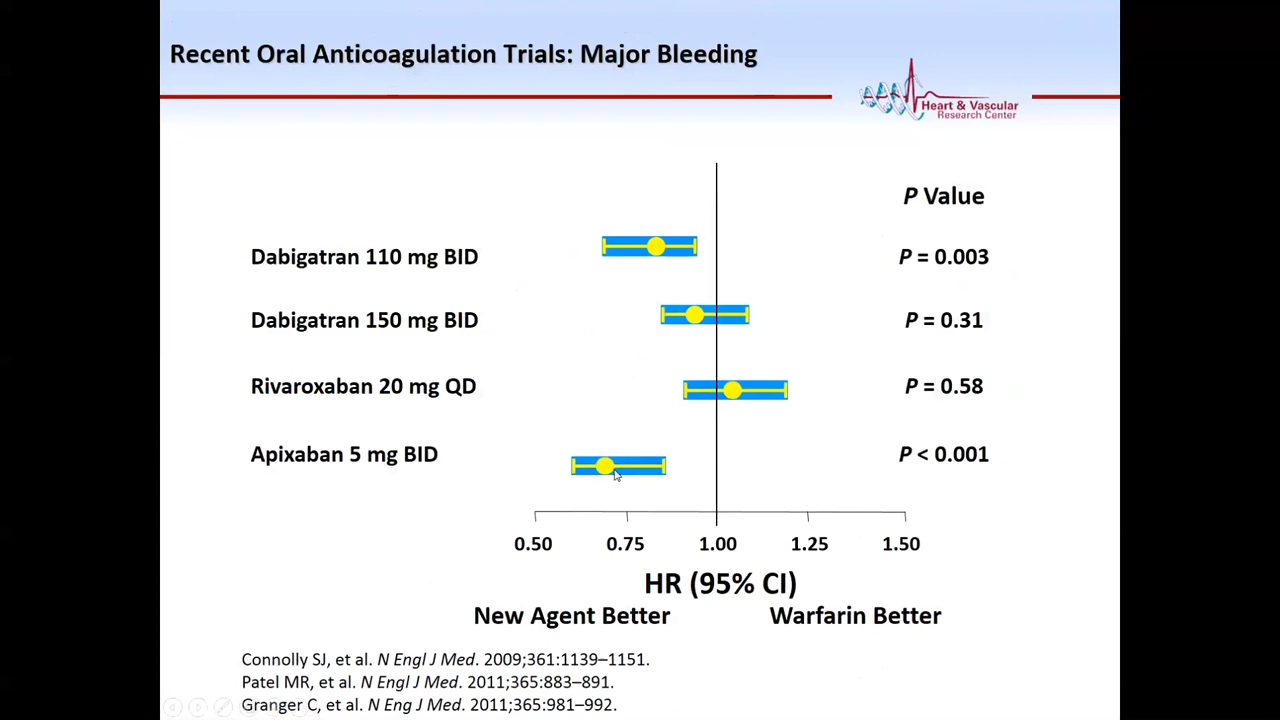 Recent Oral Anticoagulation Trials: Major Bleeding
Heart & Vascular
Research Center
P Value
Dabigatran 110 mg BID P = 0.003
Dabigatran 150 mg BID P = 0.31
Rivaroxaban 20 mg QD P = 0.58
Apixaban 5 mg BID P < 0.001
0.50 0.75 1.00 1.25 1.50
HR (95% CI)
New Agent Better Warfarin Better
Connolly SJ, et al. N Engl J Med. 2009;361:1139–1151.
Patel MR, et al. N Engl J Med. 2011;365:883–891.
Granger C, et al. N Eng J Med. 2011;365:981–992.